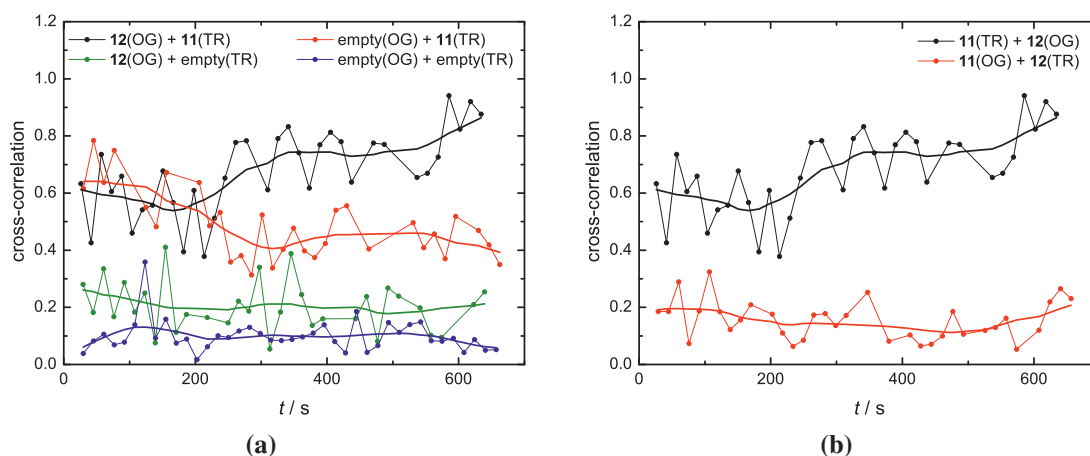 12(OG) + 11(TR) empty(OG) + 11(TR)
12(OG) + empty(TR) empty(OG) + empty(TR)
cross-correlation
1.2
1.0
0.8
0.6
0.4
0.2
0.0
0 200 400 600
t / s
(a)
11(TR) + 12(OG)
11(OG) + 12(TR)
cross-correlation
1.2
1.0
0.8
0.6
0.4
0.2
0.0
0 200 400 600
t / s
(b)